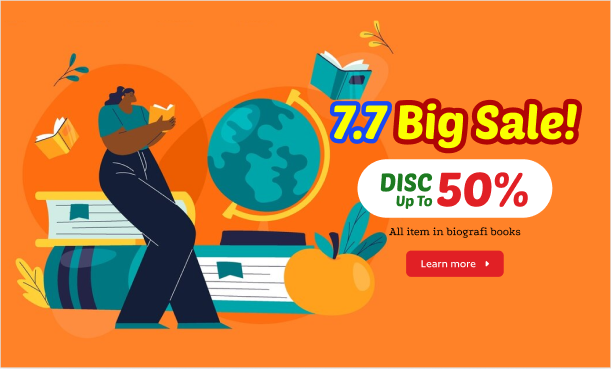 7.7 Big Sale!
DISC
Up To 50%
All item in biografi books
Learn more